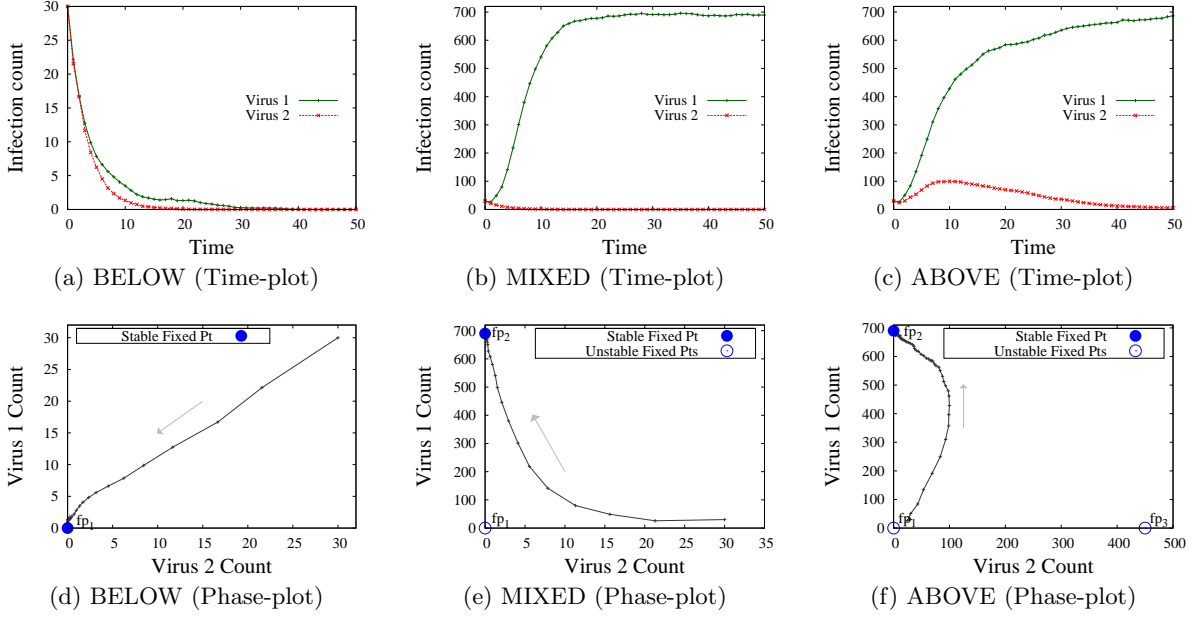 30
25
20
15
10
5
0
0 10 20 30 40 50
Infection count
Time
Virus 1
Virus 2
(a) BELOW (Time-plot)
700
600
500
400
300
200
100
0
0 10 20 30 40 50
Infection count
Time
Virus 1
Virus 2
(b) MIXED (Time-plot)
700
600
500
400
300
200
100
0
0 10 20 30 40 50
Infection count
Time
Virus 1
Virus 2
(c) ABOVE (Time-plot)
30
25
20
15
10
5
0
0 5 10 15 20 25 30
Virus 1 Count
Virus 2 Count
Stable Fixed Pt
fp1
(d) BELOW (Phase-plot)
700
600
500
400
300
200
100
0
0 5 10 15 20 25 30 35
Virus 1 Count
Virus 2 Count
Stable Fixed Pt
Unstable Fixed Pts
fp2
fp1
(e) MIXED (Phase-plot)
700
600
500
400
300
200
100
0
0 100 200 300 400 500
Virus 1 Count
Virus 2 Count
Stable Fixed Pt
Unstable Fixed Pts
fp2
fp1
fp3
(f) ABOVE (Phase-plot)